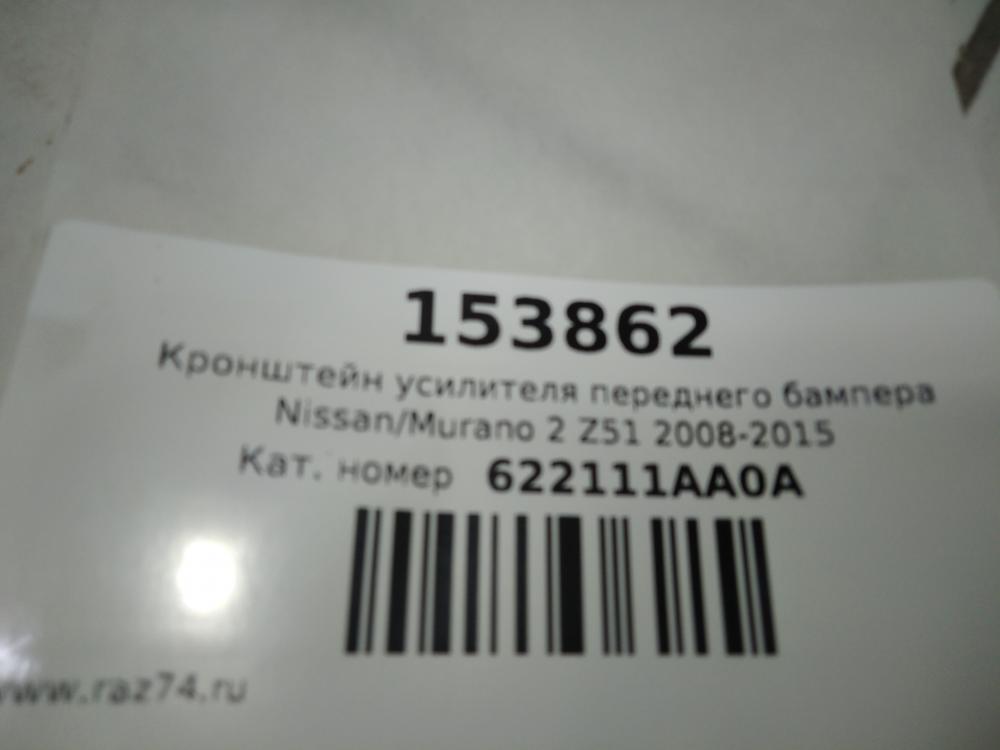 153862
Кронштейн усилителя переднего бампера
Nissan/Murano 2 Z51 2008-2015
Кат. номер 622111AA0A
www.raz74.ru